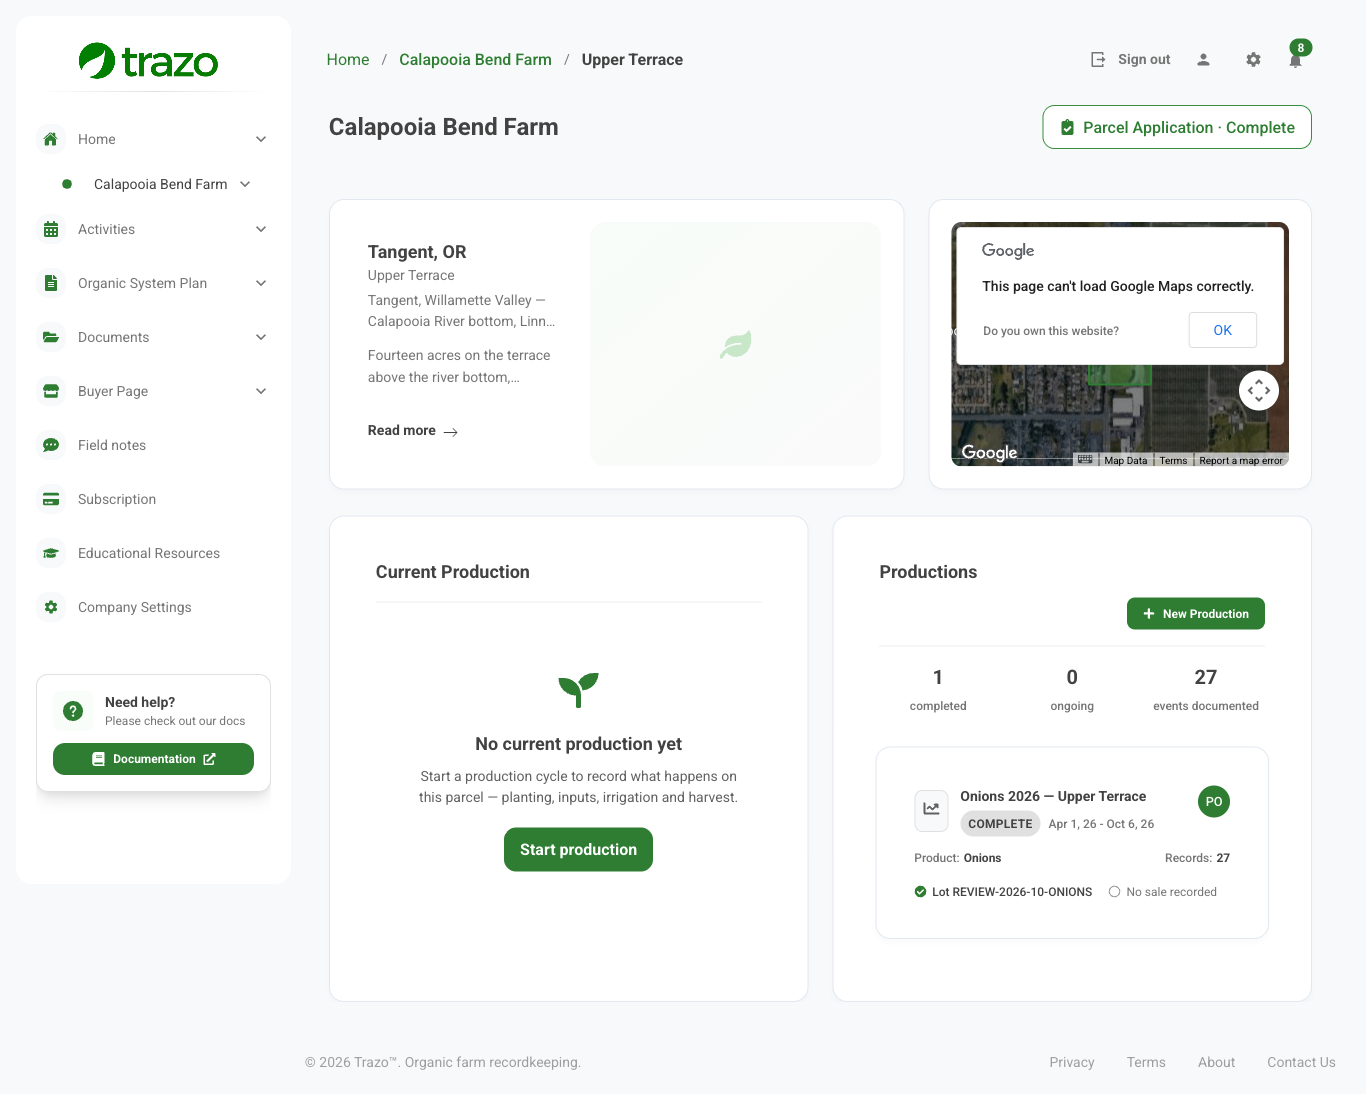 trazo
Home
Calapooia Bend Farm
Activities
Organic System Plan
Documents
Buyer Page
Field notes
Subscription
Educational Resources
Company Settings
Need help?
Please check out our docs
Documentation
Home / Calapooia Bend Farm / Upper Terrace
Sign out
8
Calapooia Bend Farm
Parcel Application · Complete
Tangent, OR
Upper Terrace
Tangent, Willamette Valley —
Calapooia River bottom, Linn...
Fourteen acres on the terrace
above the river bottom,...
Read more
Google
This page can't load Google Maps correctly.
Do you own this website?
OK
Google
Map Data
Terms
Report a map error
Current Production
No current production yet
Start a production cycle to record what happens on
this parcel — planting, inputs, irrigation and harvest.
Start production
Productions
New Production
1
completed
0
ongoing
27
events documented
Onions 2026 — Upper Terrace
PO
COMPLETE Apr 1, 26 - Oct 6, 26
Product: Onions
Records: 27
Lot REVIEW-2026-10-ONIONS
No sale recorded
© 2026 Trazo™. Organic farm recordkeeping.
Privacy
Terms
About
Contact Us